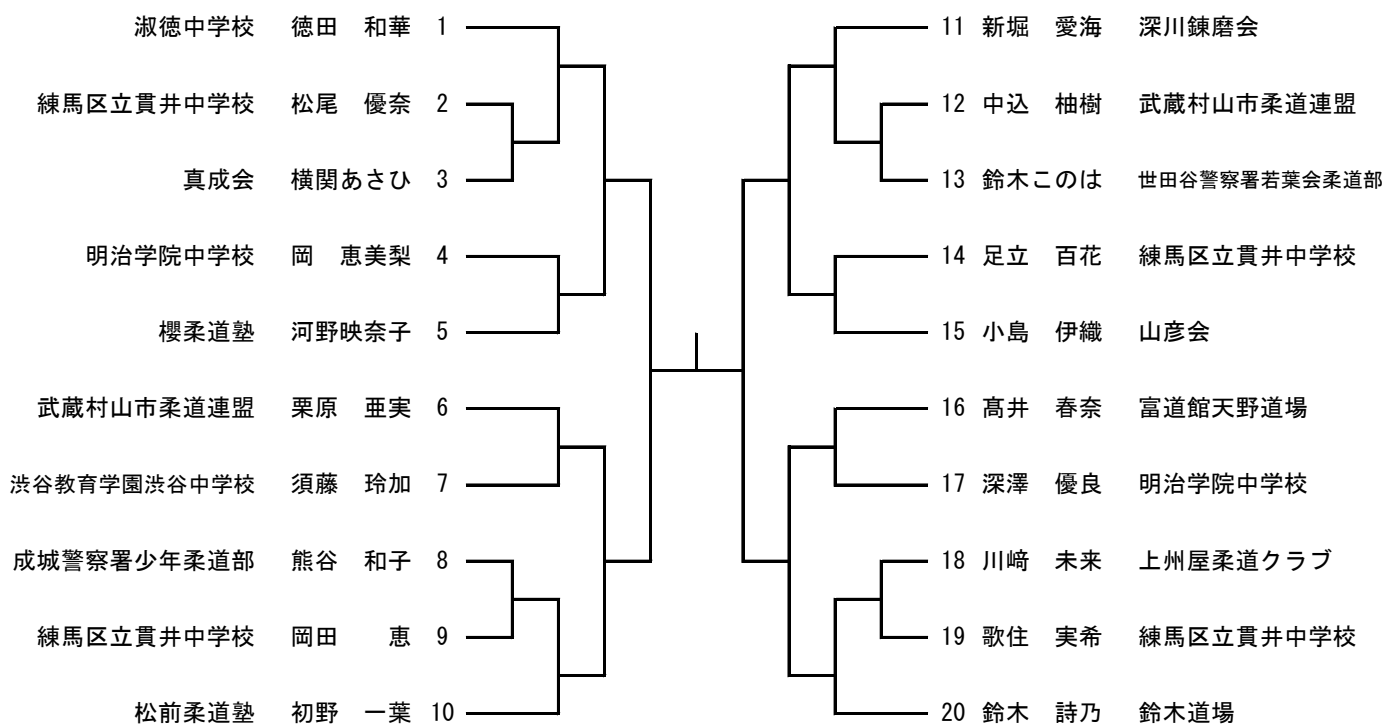 淑徳中学校 徳田 和華 1
練馬区立貫井中学校 松尾 優奈 2
真成会 横関あさひ 3
明治学院中学校 岡 恵美梨 4
櫻柔道塾 河野映奈子 5
武蔵村山市柔道連盟 栗原 亜実 6
渋谷教育学園渋谷中学校 須藤 玲加 7
成城警察署少年柔道部 熊谷 和子 8
練馬区立貫井中学校 岡田 恵 9
松前柔道塾 初野 一葉 10
11 新堀 愛海 深川錬磨会
12 中込 柚樹 武蔵村山市柔道連盟
13 鈴木このは 世田谷警察署若葉会柔道部
14 足立 百花 練馬区立貫井中学校
15 小島 伊織 山彦会
16 髙井 春奈 富道館天野道場
17 深澤 優良 明治学院中学校
18 川﨑 未来 上州屋柔道クラブ
19 歌住 実希 練馬区立貫井中学校
20 鈴木 詩乃 鈴木道場